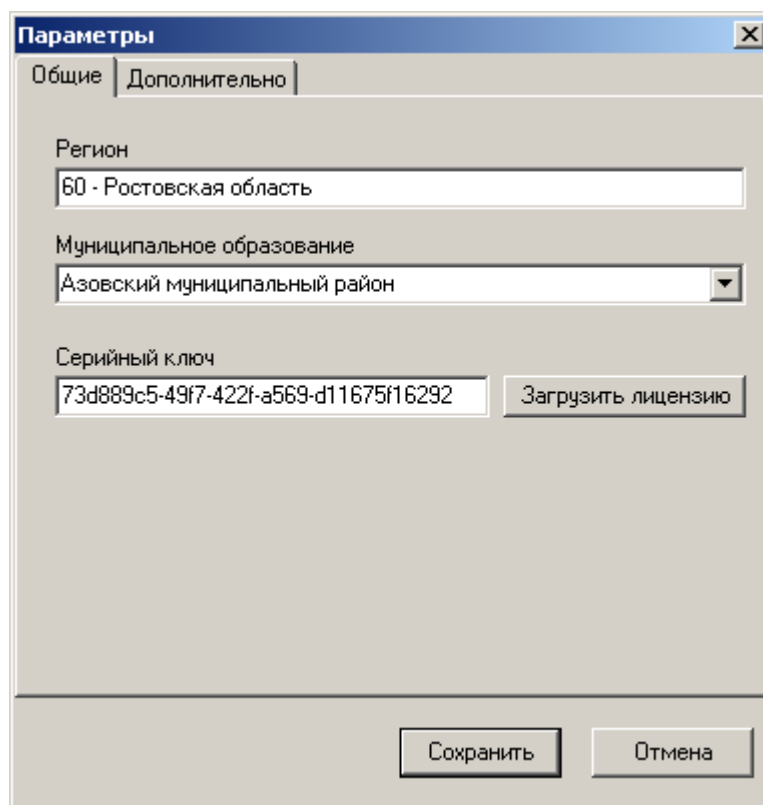 Параметры
Общие Дополнительно
Регион
60 - Ростовская область
Муниципальное образование
Азовский муниципальный район
Серийный ключ
73d889c5-49f7-422f-a569-d11675f16292 Загрузить лицензию
Сохранить Отмена